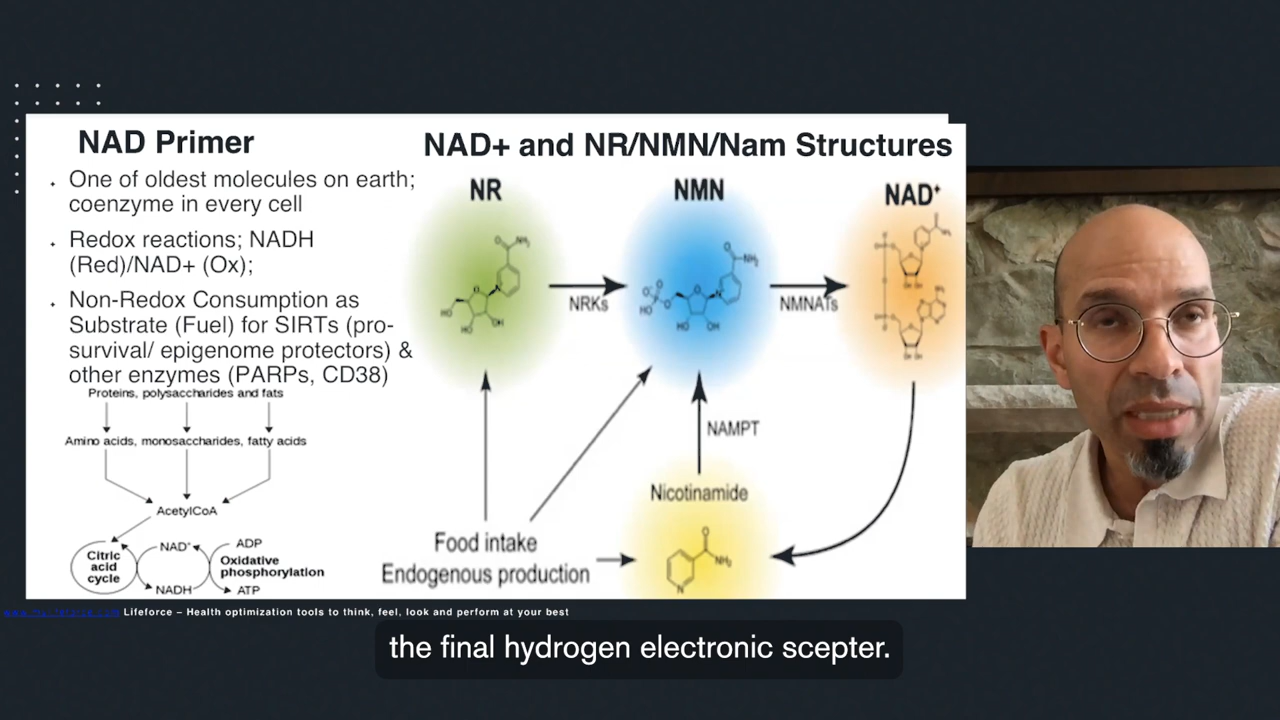 NAD Primer
One of oldest molecules on earth;
coenzyme in every cell
Redox reactions; NADH
(Red)/NAD+ (Ox);
Non-Redox Consumption as
Substrate (Fuel) for SIRTs (pro-
survival/ epigenome protectors) &
other enzymes (PARPs, CD38)
Proteins, polysaccharides and fats
Amino acids, monosaccharides, fatty acids
AcetylCoA
Citric
acid
cycle
NAD+
NADH
ADP
Oxidative
phosphorylation
ATP
NAD+ and NR/NMN/Nam Structures
NR
NMN
NAD+
NRKs
NMNATs
NAMPT
Nicotinamide
Food intake
Endogenous production
Lifeforce – Health optimization tools to think, feel, look and perform at your best
the final hydrogen electronic scepter.